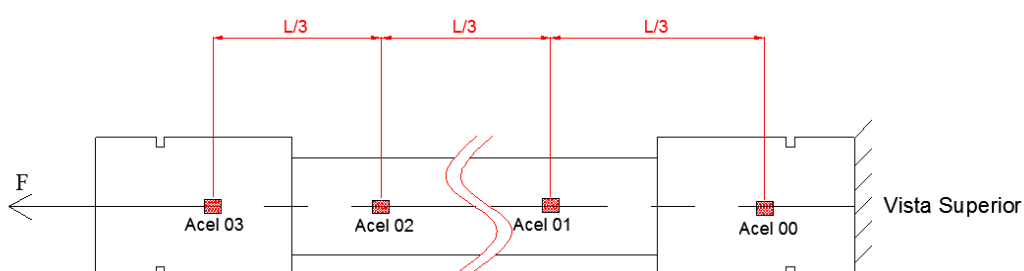 L/3
L/3
L/3
F
Acel 03
Acel 02
Acel 01
Acel 00
Vista Superior